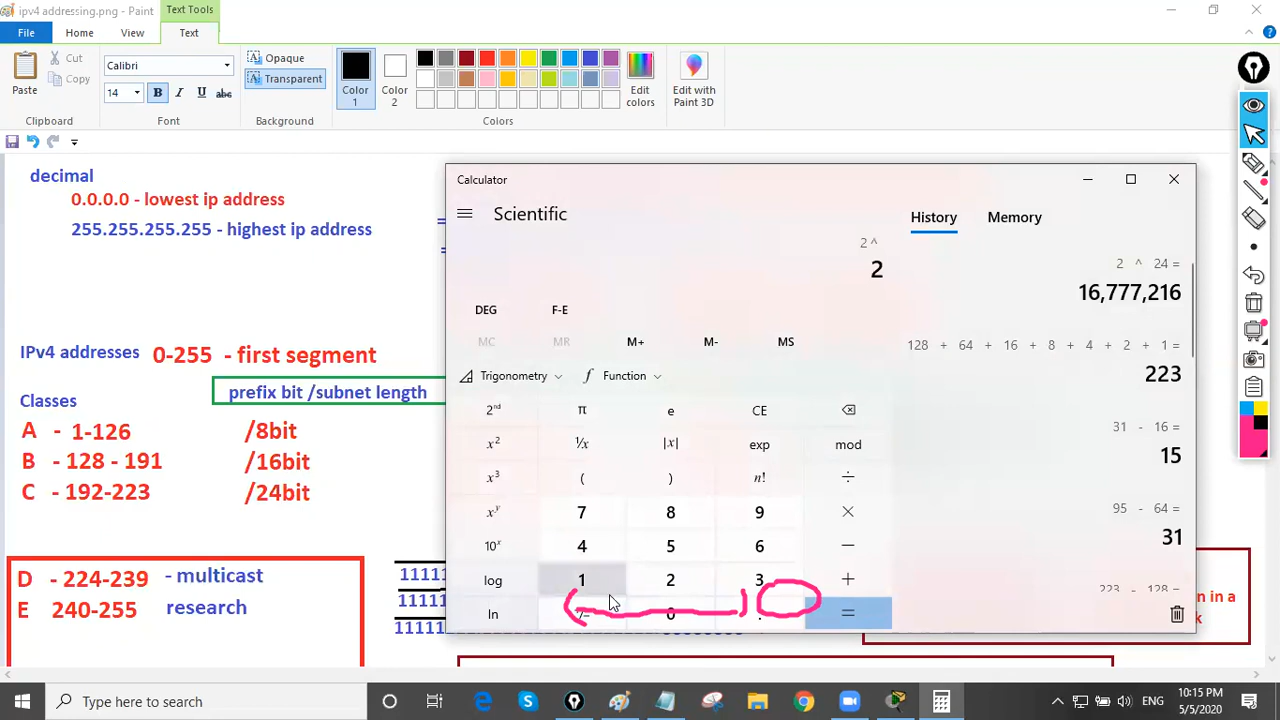 ipv4 addressing.png - Paint
Text Tools
File
Home
View
Text
Paste
Cut
Copy
Clipboard
Calibri
14
B I U abc
Font
Opaque
Transparent
Background
Color 1
Color 2
Edit colors
Edit with Paint 3D
Colors
decimal
0.0.0.0 - lowest ip address
255.255.255.255 - highest ip address
=
=
IPv4 addresses 0-255 - first segment
prefix bit /subnet length
Classes
A - 1-126 /8bit
B - 128 - 191 /16bit
C - 192-223 /24bit
D - 224-239 - multicast
E 240-255 research
Calculator
Scientific
2 ^
2
DEG F-E
MC MR M+ M- MS
Trigonometry
f Function
2nd π e CE
x2 ¹/x |x| exp mod
x3 ( ) n! ÷
xy 7 8 9 ×
10x 4 5 6 −
log 1 2 3 +
ln 0 . =
History
Memory
2 ^ 24 =
16,777,216
128 + 64 + 16 + 8 + 4 + 2 + 1 =
223
31 - 16 =
15
95 - 64 =
31
223 - 128 =
n in a
k
Type here to search
ENG
10:15 PM
5/5/2020